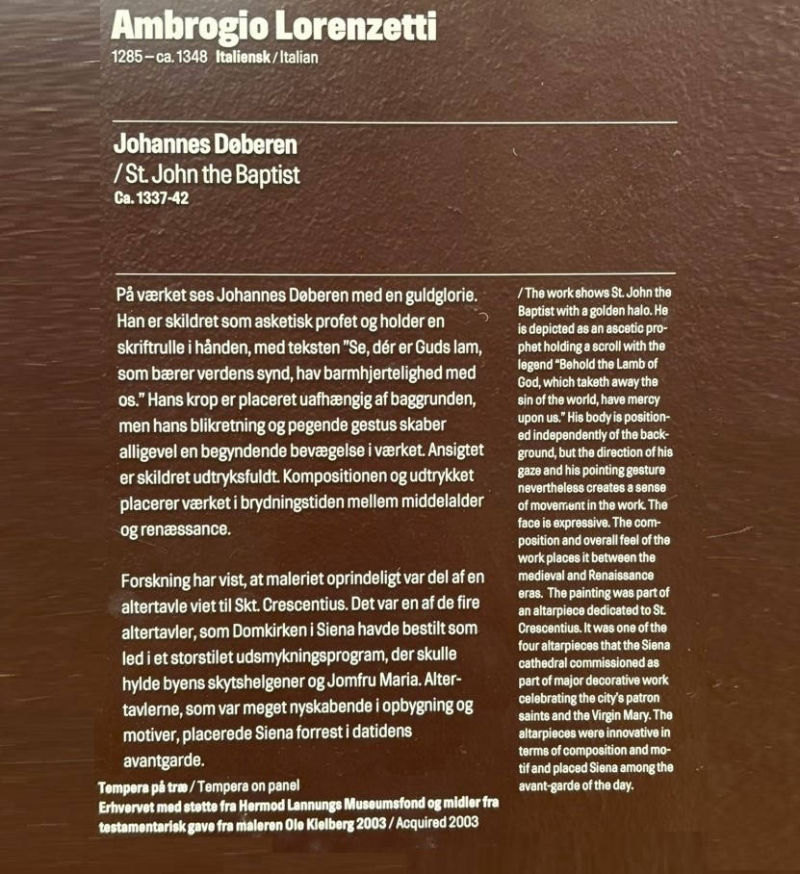 Ambrogio Lorenzetti
1285 – ca. 1348 Italiensk / Italian
Johannes Døberen
/ St. John the Baptist
Ca. 1337-42
På værket ses Johannes Døberen med en guldglorie.
Han er skildret som asketisk profet og holder en
skriftrulle i hånden, med teksten "Se, dér er Guds lam,
som bærer verdens synd, hav barmhjertelighed med
os." Hans krop er placeret uafhængig af baggrunden,
men hans blikretning og pegende gestus skaber
alligevel en begyndende bevægelse i værket. Ansigtet
er skildret udtryksfuldt. Kompositionen og udtrykket
placerer værket i brydningstiden mellem middelalder
og renæssance.
Forskning har vist, at maleriet oprindeligt var del af en
altertavle viet til Skt. Crescentius. Det var en af de fire
altertavler, som Domkirken i Siena havde bestilt som
led i et storstilet udsmykningsprogram, der skulle
hylde byens skytshelgener og Jomfru Maria. Alter-
tavlerne, som var meget nyskabende i opbygning og
motiver, placerede Siena forrest i datidens
avantgarde.
/ The work shows St. John the
Baptist with a golden halo. He
is depicted as an ascetic pro-
phet holding a scroll with the
legend "Behold the Lamb of
God, which taketh away the
sin of the world, have mercy
upon us." His body is position-
ed independently of the back-
ground, but the direction of his
gaze and his pointing gesture
nevertheless creates a sense
of movement in the work. The
face is expressive. The com-
position and overall feel of the
work places it between the
medieval and Renaissance
eras. The painting was part of
an altarpiece dedicated to St.
Crescentius. It was one of the
four altarpieces that the Siena
cathedral commissioned as
part of major decorative work
celebrating the city's patron
saints and the Virgin Mary. The
altarpieces were innovative in
terms of composition and mo-
tif and placed Siena among the
avant-garde of the day.
Tempera på træ / Tempera on panel
Erhvervet med støtte fra Hermod Lannungs Museumsfond og midler fra
testamentarisk gave fra maleren Ole Kielberg 2003 / Acquired 2003